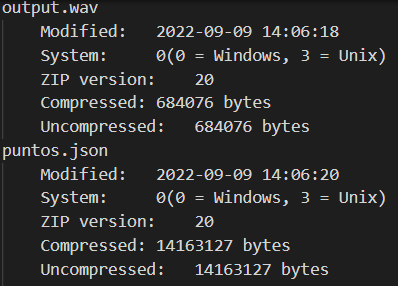 output.wav
Modified: 2022-09-09 14:06:18
System: 0(0 = Windows, 3 = Unix)
ZIP version: 20
Compressed: 684076 bytes
Uncompressed: 684076 bytes
puntos.json
Modified: 2022-09-09 14:06:20
System: 0(0 = Windows, 3 = Unix)
ZIP version: 20
Compressed: 14163127 bytes
Uncompressed: 14163127 bytes